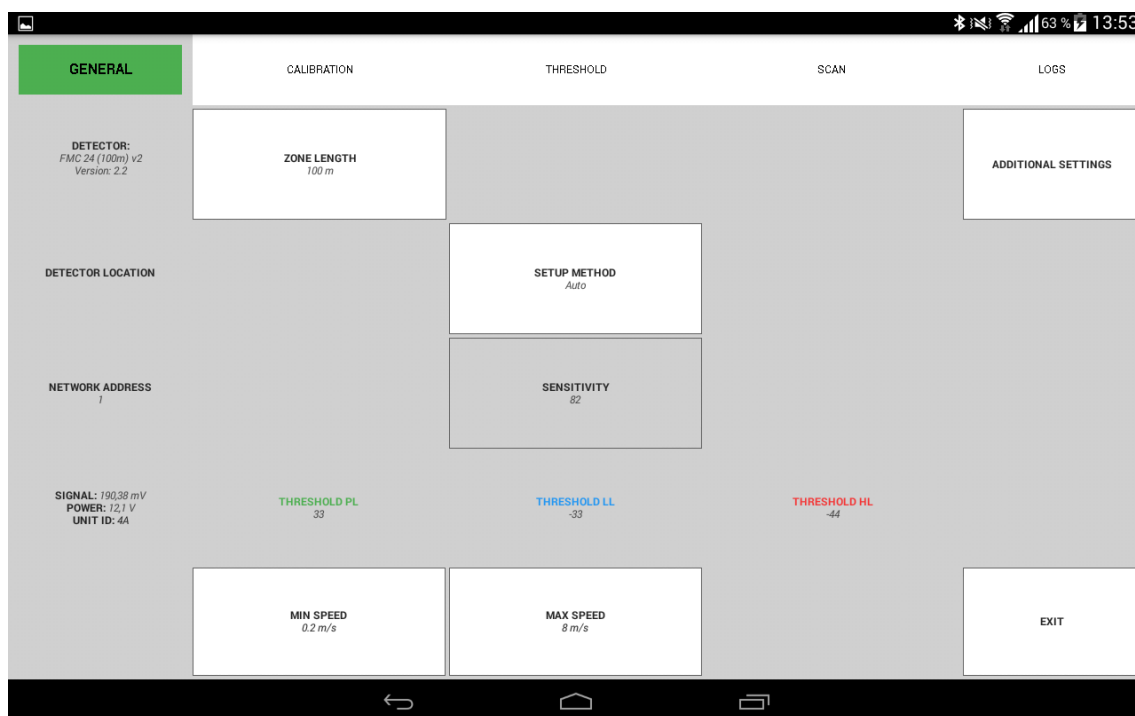 63 % 13:53
GENERAL
CALIBRATION
THRESHOLD
SCAN
LOGS
DETECTOR:
FMC 24 (100m) v2
Version: 2.2
ZONE LENGTH
100 m
ADDITIONAL SETTINGS
DETECTOR LOCATION
SETUP METHOD
Auto
NETWORK ADDRESS
1
SENSITIVITY
82
SIGNAL: 190,38 mV
POWER: 12,1 V
UNIT ID: 4A
THRESHOLD PL
33
THRESHOLD LL
-33
THRESHOLD HL
-44
MIN SPEED
0.2 m/s
MAX SPEED
8 m/s
EXIT